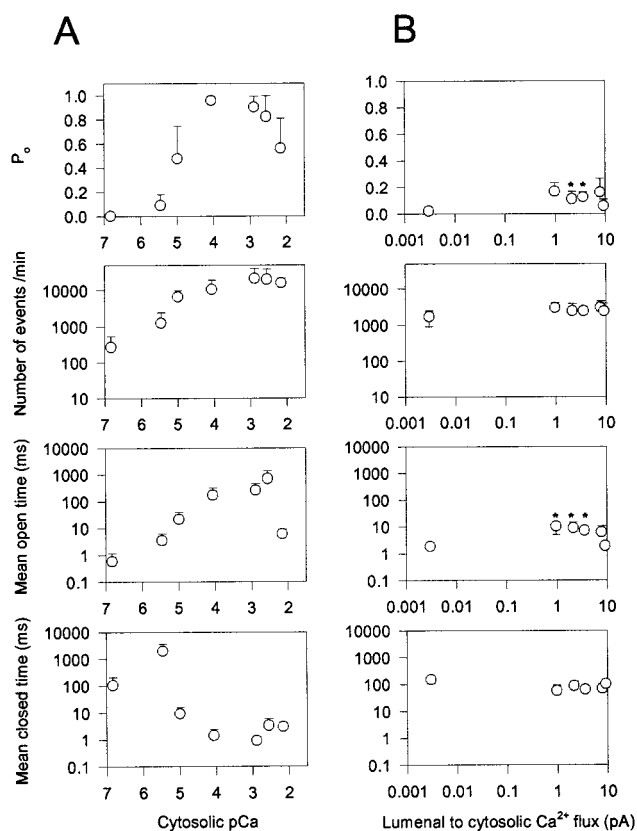 A
B
P_o
1.0
0.8
0.6
0.4
0.2
0.0
7 6 5 4 3 2
1.0
0.8
0.6
0.4
0.2
0.0
* *
0.001 0.01 0.1 1 10
Number of events /min
10000
1000
100
10
7 6 5 4 3 2
10000
1000
100
10
0.001 0.01 0.1 1 10
Mean open time (ms)
10000
1000
100
10
1
0.1
7 6 5 4 3 2
10000
1000
100
10
1
0.1
* * *
0.001 0.01 0.1 1 10
Mean closed time (ms)
10000
1000
100
10
1
0.1
7 6 5 4 3 2
Cytosolic pCa
10000
1000
100
10
1
0.1
0.001 0.01 0.1 1 10
Lumenal to cytosolic Ca²⁺ flux (pA)